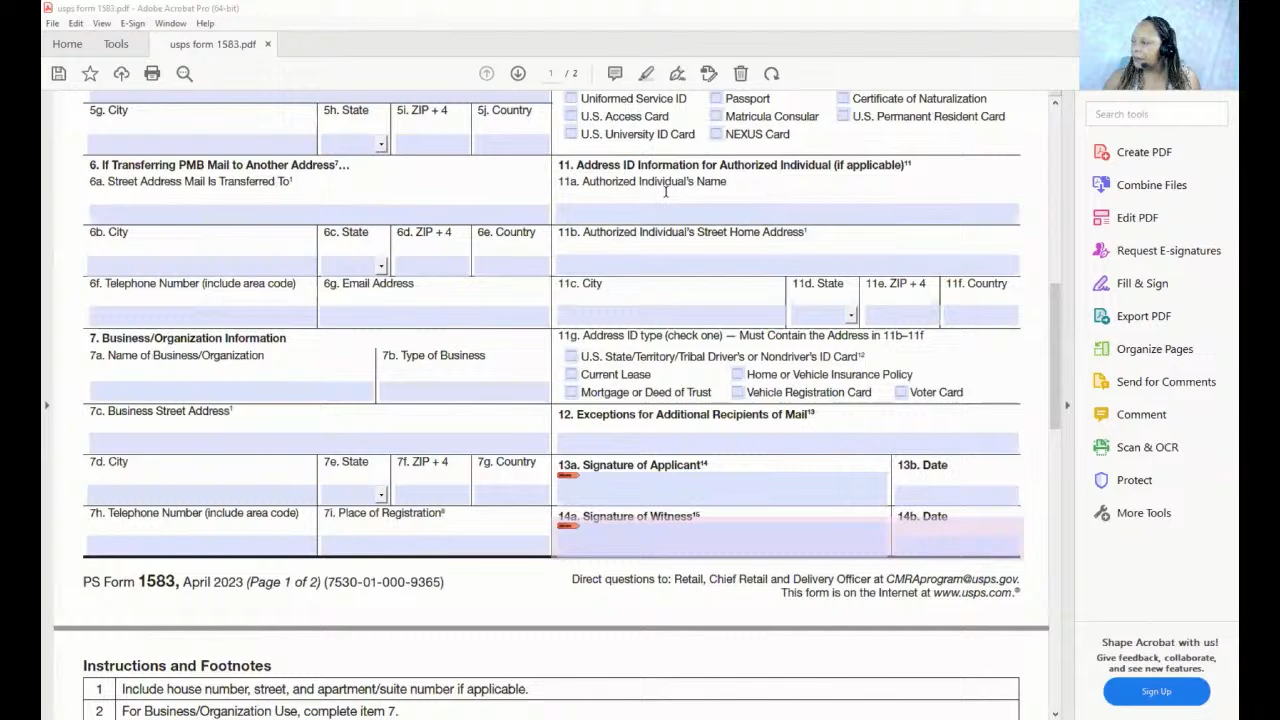 usps form 1583.pdf - Adobe Acrobat Pro (64-bit)
File Edit View E-Sign Window Help
Home Tools usps form 1583.pdf ×
1 / 2
Search tools
5g. City 5h. State 5i. ZIP + 4 5j. Country
Uniformed Service ID Passport Certificate of Naturalization
U.S. Access Card Matricula Consular U.S. Permanent Resident Card
U.S. University ID Card NEXUS Card
6. If Transferring PMB Mail to Another Address⁷...
6a. Street Address Mail Is Transferred To¹
6b. City 6c. State 6d. ZIP + 4 6e. Country
6f. Telephone Number (include area code) 6g. Email Address
7. Business/Organization Information
7a. Name of Business/Organization 7b. Type of Business
7c. Business Street Address¹
7d. City 7e. State 7f. ZIP + 4 7g. Country
7h. Telephone Number (include area code) 7i. Place of Registration⁸
11. Address ID Information for Authorized Individual (if applicable)¹¹
11a. Authorized Individual's Name
11b. Authorized Individual's Street Home Address¹
11c. City 11d. State 11e. ZIP + 4 11f. Country
11g. Address ID type (check one) — Must Contain the Address in 11b–11f
U.S. State/Territory/Tribal Driver's or Nondriver's ID Card¹²
Current Lease Home or Vehicle Insurance Policy
Mortgage or Deed of Trust Vehicle Registration Card Voter Card
12. Exceptions for Additional Recipients of Mail¹³
13a. Signature of Applicant¹⁴ 13b. Date
14a. Signature of Witness¹⁵ 14b. Date
PS Form 1583, April 2023 (Page 1 of 2) (7530-01-000-9365)
Direct questions to: Retail, Chief Retail and Delivery Officer at CMRAprogram@usps.gov.
This form is on the Internet at www.usps.com.®
Instructions and Footnotes
1 Include house number, street, and apartment/suite number if applicable.
2 For Business/Organization Use, complete item 7.
Create PDF
Combine Files
Edit PDF
Request E-signatures
Fill & Sign
Export PDF
Organize Pages
Send for Comments
Comment
Scan & OCR
Protect
More Tools
Shape Acrobat with us!
Give feedback, collaborate,
and see new features.
Sign Up